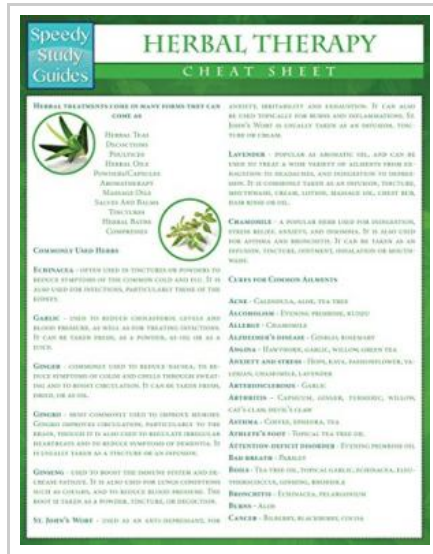 Speedy
Study
Guides
HERBAL THERAPY
CHEAT SHEET
HERBAL TREATMENTS COME IN MANY FORMS THEY CAN
COME AS
HERBAL TEAS
DECOCTIONS
POULTICES
HERBAL OILS
POWDERS/CAPSULES
AROMATHERAPY
MASSAGE OILS
SALVES AND BALMS
TINCTURES
HERBAL BATHS
COMPRESSES
COMMONLY USED HERBS
ECHINACEA - OFTEN USED IN TINCTURES OR POWDERS TO
REDUCE SYMPTOMS OF THE COMMON COLD AND FLU. IT IS
ALSO USED FOR INFECTIONS, PARTICULARLY THOSE OF THE
KIDNEY.
GARLIC - USED TO REDUCE CHOLESTEROL LEVELS AND
BLOOD PRESSURE, AS WELL AS FOR TREATING INFECTIONS.
IT CAN BE TAKEN FRESH, AS A POWDER, AS OIL OR AS A
JUICE.
GINGER - COMMONLY USED TO REDUCE NAUSEA, TO RE-
DUCE SYMPTOMS OF COLDS AND CHILLS THROUGH SWEAT-
ING AND TO BOOST CIRCULATION. IT CAN BE TAKEN FRESH,
DRIED, OR AS OIL.
GINGKO - MOST COMMONLY USED TO IMPROVE MEMORY.
GINGKO IMPROVES CIRCULATION, PARTICULARLY TO THE
BRAIN, THOUGH IT IS ALSO USED TO REGULATE IRREGULAR
HEARTBEATS AND TO REDUCE SYMPTOMS OF DEMENTIA. IT
IS USUALLY TAKEN AS A TINCTURE OR AN INFUSION.
GINSENG - USED TO BOOST THE IMMUNE SYSTEM AND DE-
CREASE FATIGUE. IT IS ALSO USED FOR LUNGS CONDITIONS
SUCH AS COUGHS, AND TO REDUCE BLOOD PRESSURE. THE
ROOT IS TAKEN AS A POWDER, TINCTURE, OR DECOCTION.
ST. JOHN'S WORT - USED AS AN ANTI-DEPRESSANT, FOR
ANXIETY, IRRITABILITY AND EXHAUSTION. IT CAN ALSO
BE USED TOPICALLY FOR BURNS AND INFLAMMATIONS. ST.
JOHN'S WORT IS USUALLY TAKEN AS AN INFUSION, TINC-
TURE OR CREAM.
LAVENDER - POPULAR AS AROMATIC OIL, AND CAN BE
USED TO TREAT A WIDE VARIETY OF AILMENTS FROM EX-
HAUSTION TO HEADACHES, AND INDIGESTION TO DEPRES-
SION. IT IS COMMONLY TAKEN AS AN INFUSION, TINCTURE,
MOUTHWASH, CREAM, LOTION, MASSAGE OIL, CHEST RUB,
HAIR RINSE OR OIL.
CHAMOMILE - A POPULAR HERB USED FOR INDIGESTION,
STRESS RELIEF, ANXIETY, AND INSOMNIA. IT IS ALSO USED
FOR ASTHMA AND BRONCHITIS. IT CAN BE TAKEN AS AN
INFUSION, TINCTURE, OINTMENT, INHALATION OR MOUTH-
WASH.
CURES FOR COMMON AILMENTS
ACNE - CALENDULA, ALOE, TEA TREE
ALCOHOLISM - EVENING PRIMROSE, KUDZU
ALLERGY - CHAMOMILE
ALZHEIMER'S DISEASE - GINKGO, ROSEMARY
ANGINA - HAWTHORN, GARLIC, WILLOW, GREEN TEA
ANXIETY AND STRESS - HOPS, KAVA, PASSIONFLOWER, VA-
LERIAN, CHAMOMILE, LAVENDER
ARTERIOSCLEROSIS - GARLIC
ARTHRITIS - CAPSICUM, GINGER, TURMERIC, WILLOW,
CAT'S CLAW, DEVIL'S CLAW
ASTHMA - COFFEE, EPHEDRA, TEA
ATHLETE'S FOOT - TOPICAL TEA TREE OIL
ATTENTION DEFICIT DISORDER - EVENING PRIMROSE OIL
BAD BREATH - PARSLEY
BOILS - TEA TREE OIL, TOPICAL GARLIC, ECHINACEA, ELEU-
THEROCOCCUS, GINSENG, RHODIOLA
BRONCHITIS - ECHINACEA, PELARGONIUM
BURNS - ALOE
CANCER - BILBERRY, BLACKBERRY, COCOA